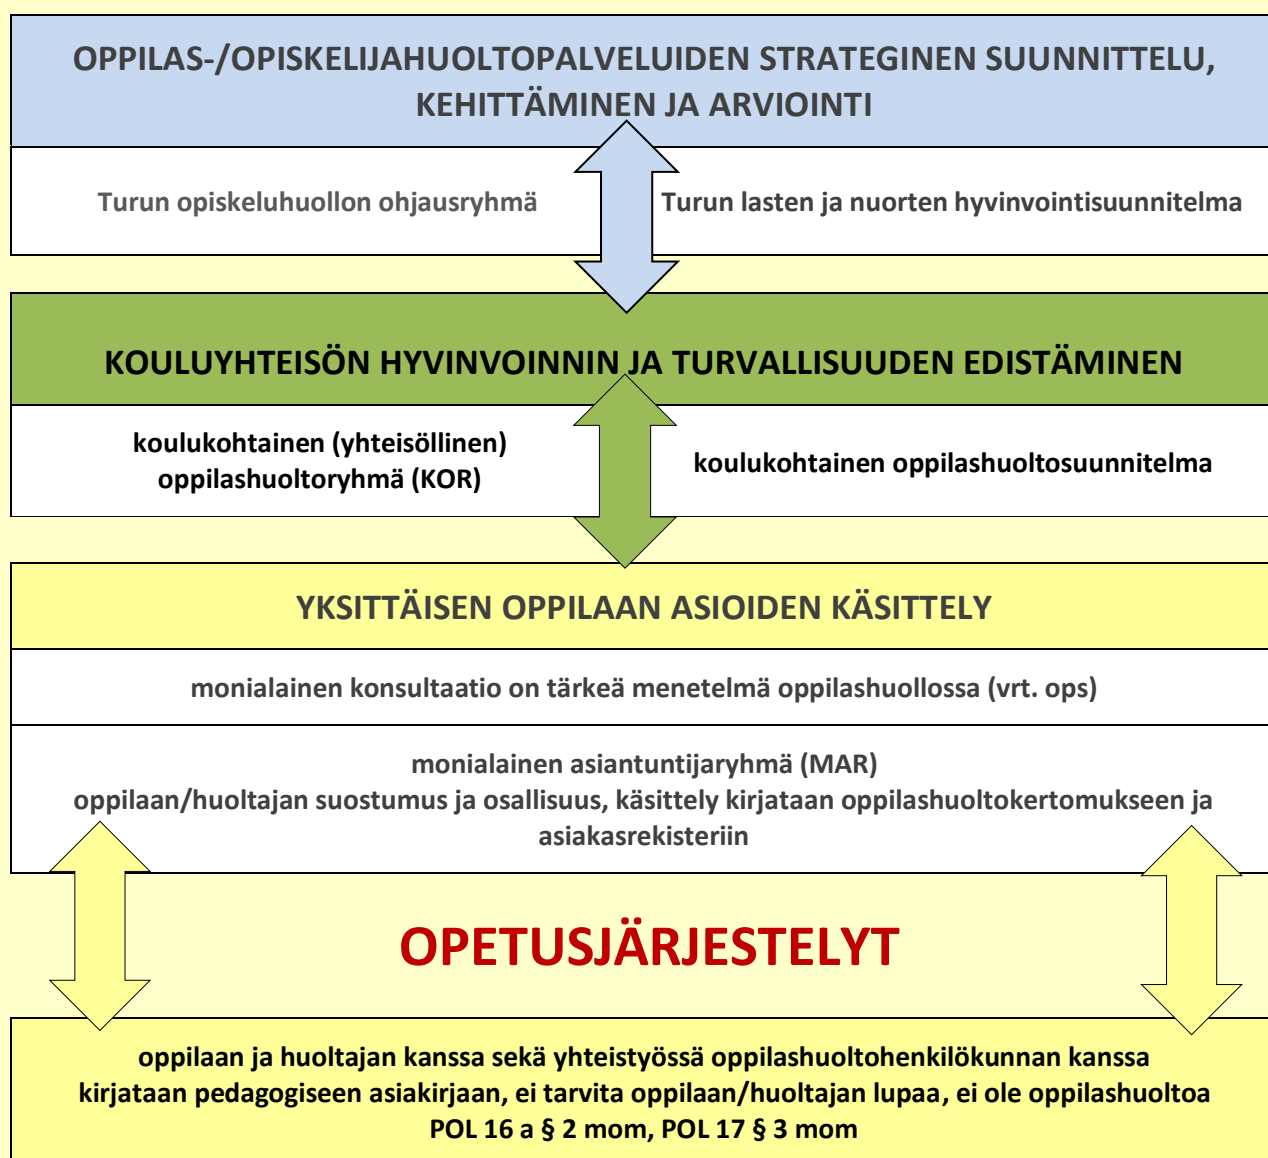 OPPILAS-/OPISKELIJAHUOLTOPALVELUIDEN STRATEGINEN SUUNNITTELU,
KEHITTÄMINEN JA ARVIOINTI
Turun opiskeluhuollon ohjausryhmä
Turun lasten ja nuorten hyvinvointisuunnitelma
KOULUYHTEISÖN HYVINVOINNIN JA TURVALLISUUDEN EDISTÄMINEN
koulukohtainen (yhteisöllinen)
oppilashuoltoryhmä (KOR)
koulukohtainen oppilashuoltosuunnitelma
YKSITTÄISEN OPPILAAN ASIOIDEN KÄSITTELY
monialainen konsultaatio on tärkeä menetelmä oppilashuollossa (vrt. ops)
monialainen asiantuntijaryhmä (MAR)
oppilaan/huoltajan suostumus ja osallisuus, käsittely kirjataan oppilashuoltokertomukseen ja
asiakasrekisteriin
OPETUSJÄRJESTELYT
oppilaan ja huoltajan kanssa sekä yhteistyössä oppilashuoltohenkilökunnan kanssa
kirjataan pedagogiseen asiakirjaan, ei tarvita oppilaan/huoltajan lupaa, ei ole oppilashuoltoa
POL 16 a § 2 mom, POL 17 § 3 mom